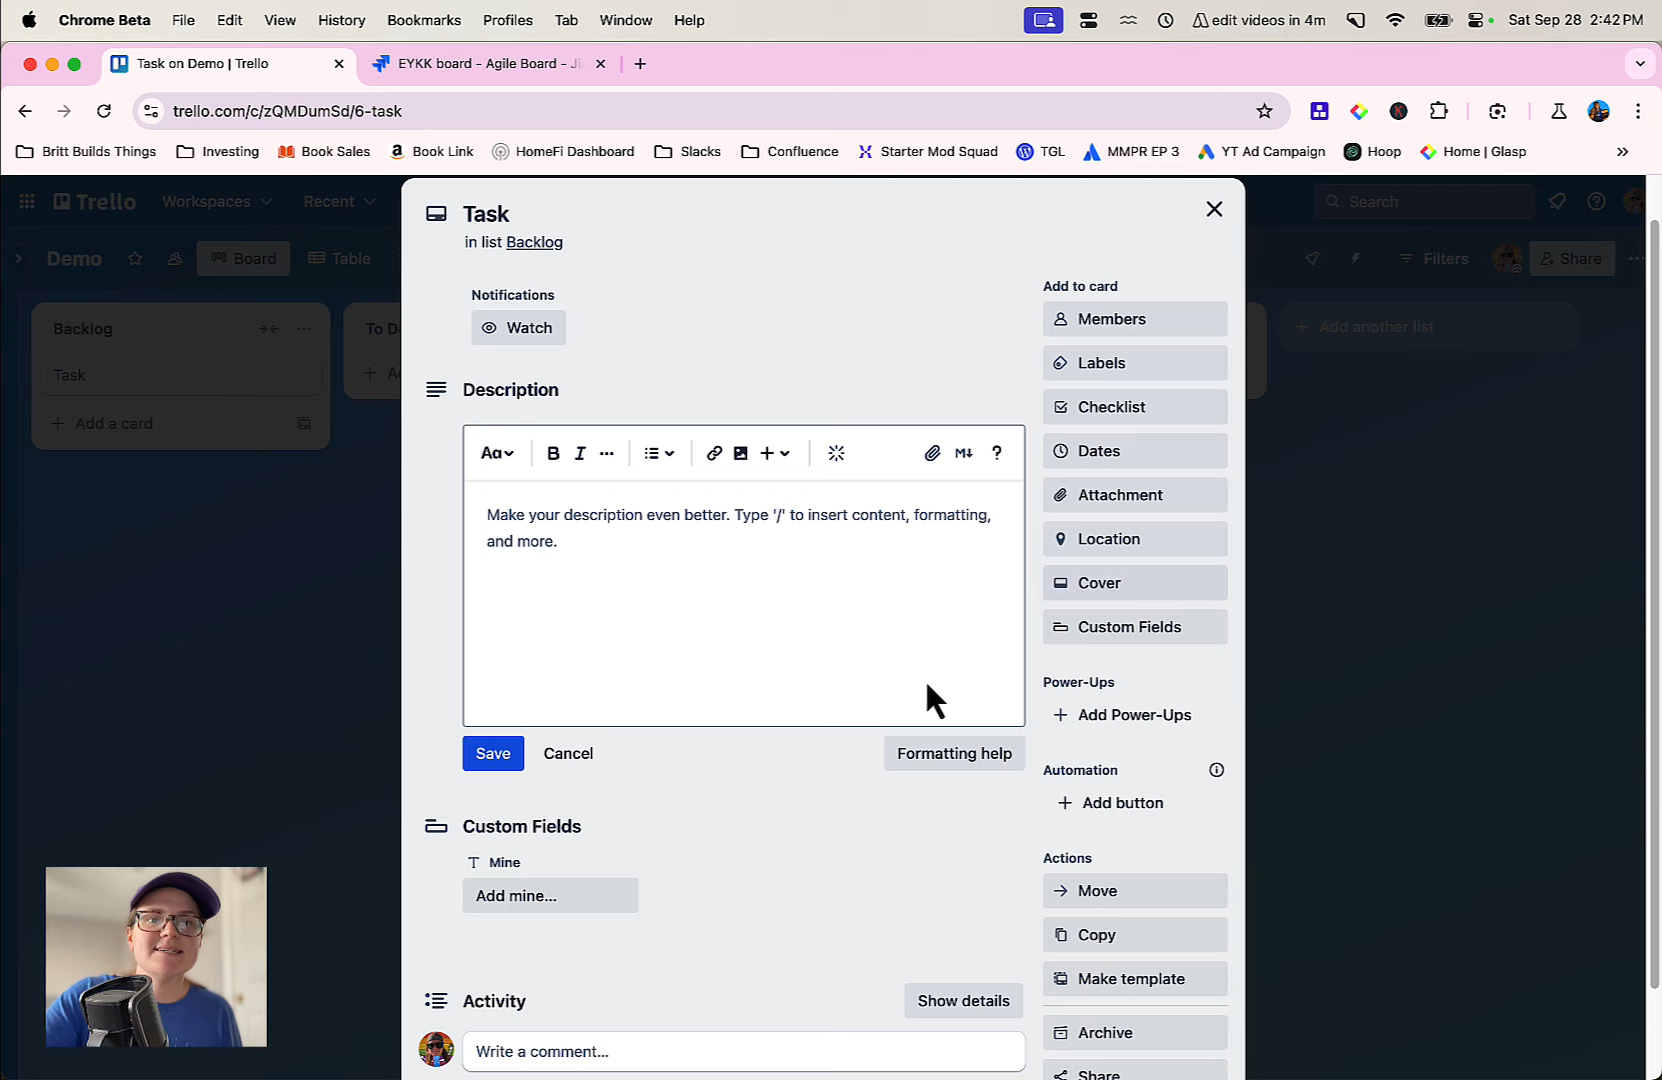 Chrome Beta File Edit View History Bookmarks Profiles Tab Window Help edit videos in 4m Sat Sep 28 2:42 PM
Task on Demo | Trello EYKK board - Agile Board - Ji
trello.com/c/zQMDumSd/6-task
Britt Builds Things Investing Book Sales Book Link HomeFi Dashboard Slacks Confluence Starter Mod Squad TGL MMPR EP 3 YT Ad Campaign Hoop Home | Glasp
Trello Workspaces Recent Search
Demo Board Table Filters Share
Backlog
Task
Add a card
To D
A
Add another list
Task
in list Backlog
Notifications
Watch
Description
Aa B I ... M ?
Make your description even better. Type '/' to insert content, formatting,
and more.
Save Cancel Formatting help
Custom Fields
T Mine
Add mine...
Activity Show details
Write a comment...
Add to card
Members
Labels
Checklist
Dates
Attachment
Location
Cover
Custom Fields
Power-Ups
+ Add Power-Ups
Automation
+ Add button
Actions
Move
Copy
Make template
Archive
Share